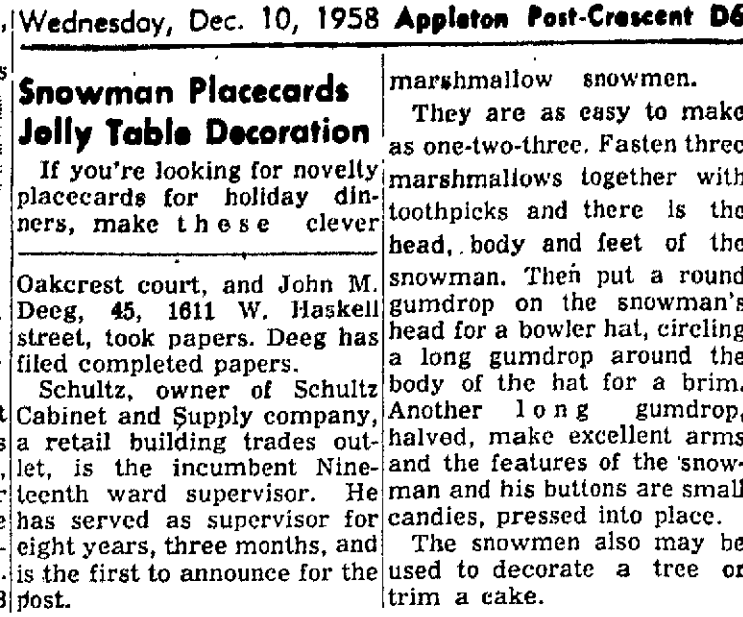 Wednesday, Dec. 10, 1958 Appleton Post-Crescent D6
Snowman Placecards
Jolly Table Decoration
If you're looking for novelty
placecards for holiday din-
ners, make these clever
marshmallow snowmen.
They are as easy to make
as one-two-three. Fasten three
marshmallows together with
toothpicks and there is the
head, body and feet of the
snowman. Then put a round
gumdrop on the snowman's
head for a bowler hat, circling
a long gumdrop around the
body of the hat for a brim.
Another long gumdrop,
halved, make excellent arms
and the features of the snow-
man and his buttons are small
candies, pressed into place.
The snowmen also may be
used to decorate a tree or
trim a cake.
Oakcrest court, and John M.
Deeg, 45, 1611 W. Haskell
street, took papers. Deeg has
filed completed papers.
Schultz, owner of Schultz
Cabinet and Supply company,
a retail building trades out-
let, is the incumbent Nine-
teenth ward supervisor. He
has served as supervisor for
eight years, three months, and
is the first to announce for the
post.